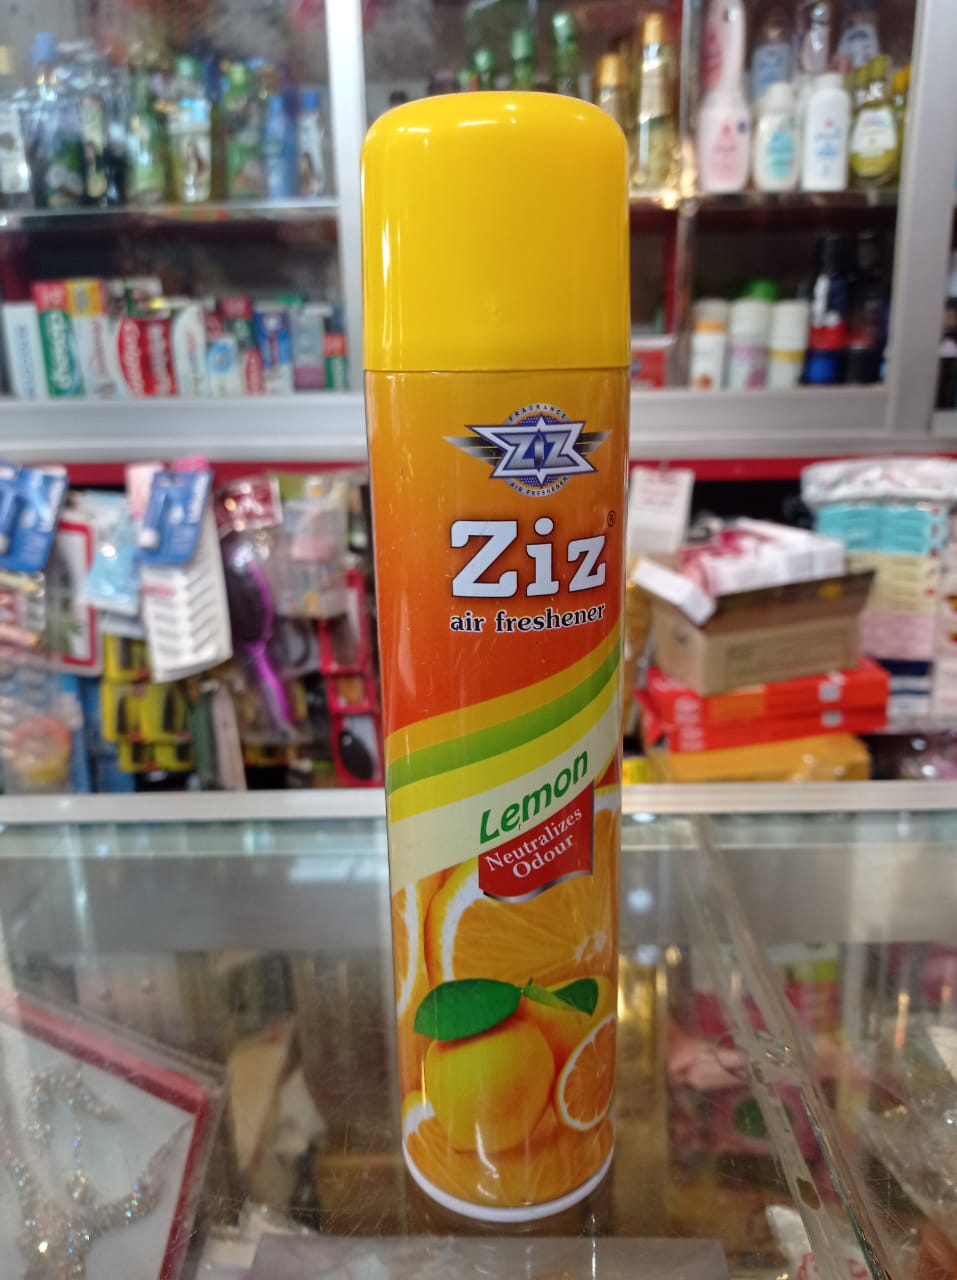 FRAGRANCE
ZIZ
AIR FRESHENER
Ziz®
air freshener
Lemon
Neutralizes
Odour